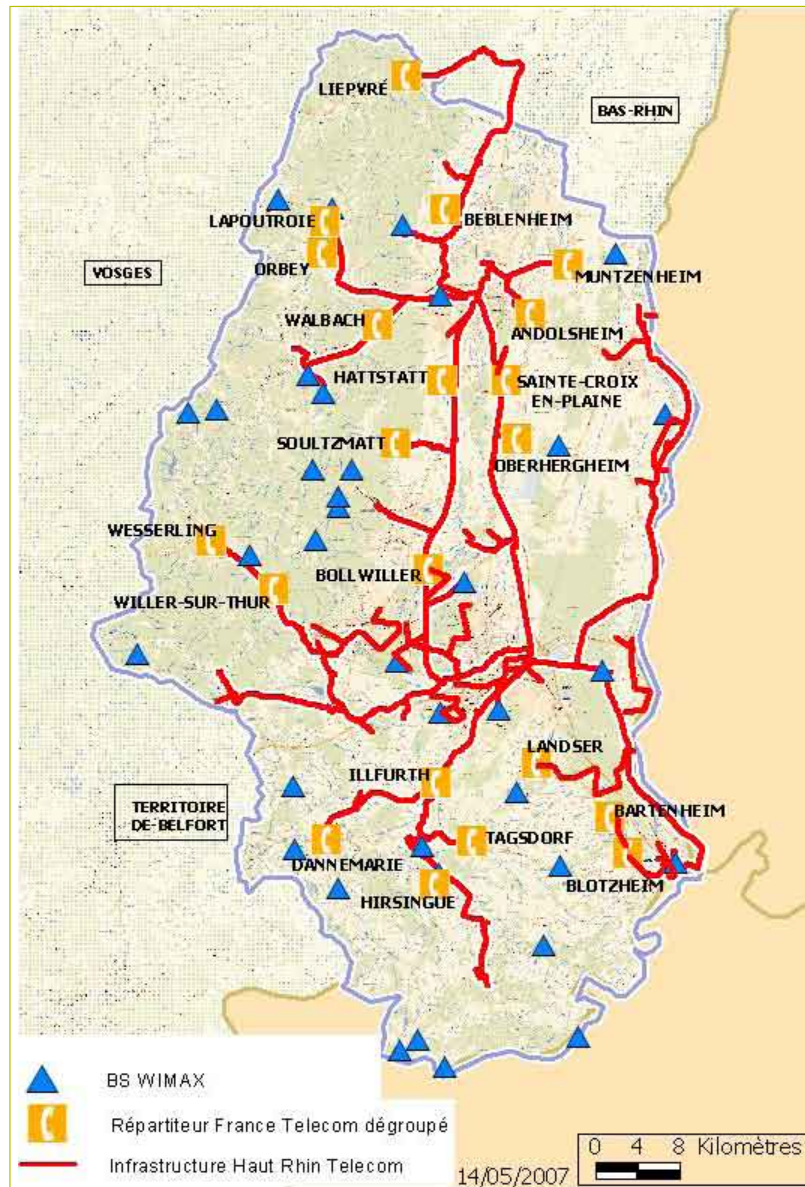 LIEPVRÉ
BAS-RHIN
LAPOUTROIE
BEBLENHEIM
VOSGES
ORBEY
MUNTZENHEIM
WALBACH
ANDOLSHEIM
HATTSTATT
SAINTE-CROIX
EN-PLAINE
SOULTZMATT
OBERHERGHEIM
WESSERLING
BOLLWILLER
WILLER-SUR-THUR
LANDSER
ILLFURTH
TERRITOIRE
DE-BELFORT
BARTENHEIM
TAGSDORF
DANNEMARIE
BLOTZHEIM
HIRSINGUE
BS WIMAX
Répartiteur France Telecom dégroupé
Infrastructure Haut Rhin Telecom
14/05/2007
0 4 8 Kilomètres